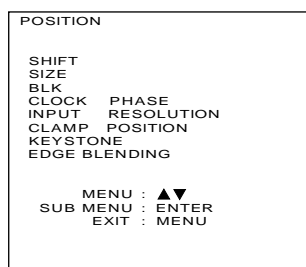 POSITION
SHIFT
SIZE
BLK
CLOCK PHASE
INPUT RESOLUTION
CLAMP POSITION
KEYSTONE
EDGE BLENDING
MENU : ▲▼
SUB MENU : ENTER
EXIT : MENU